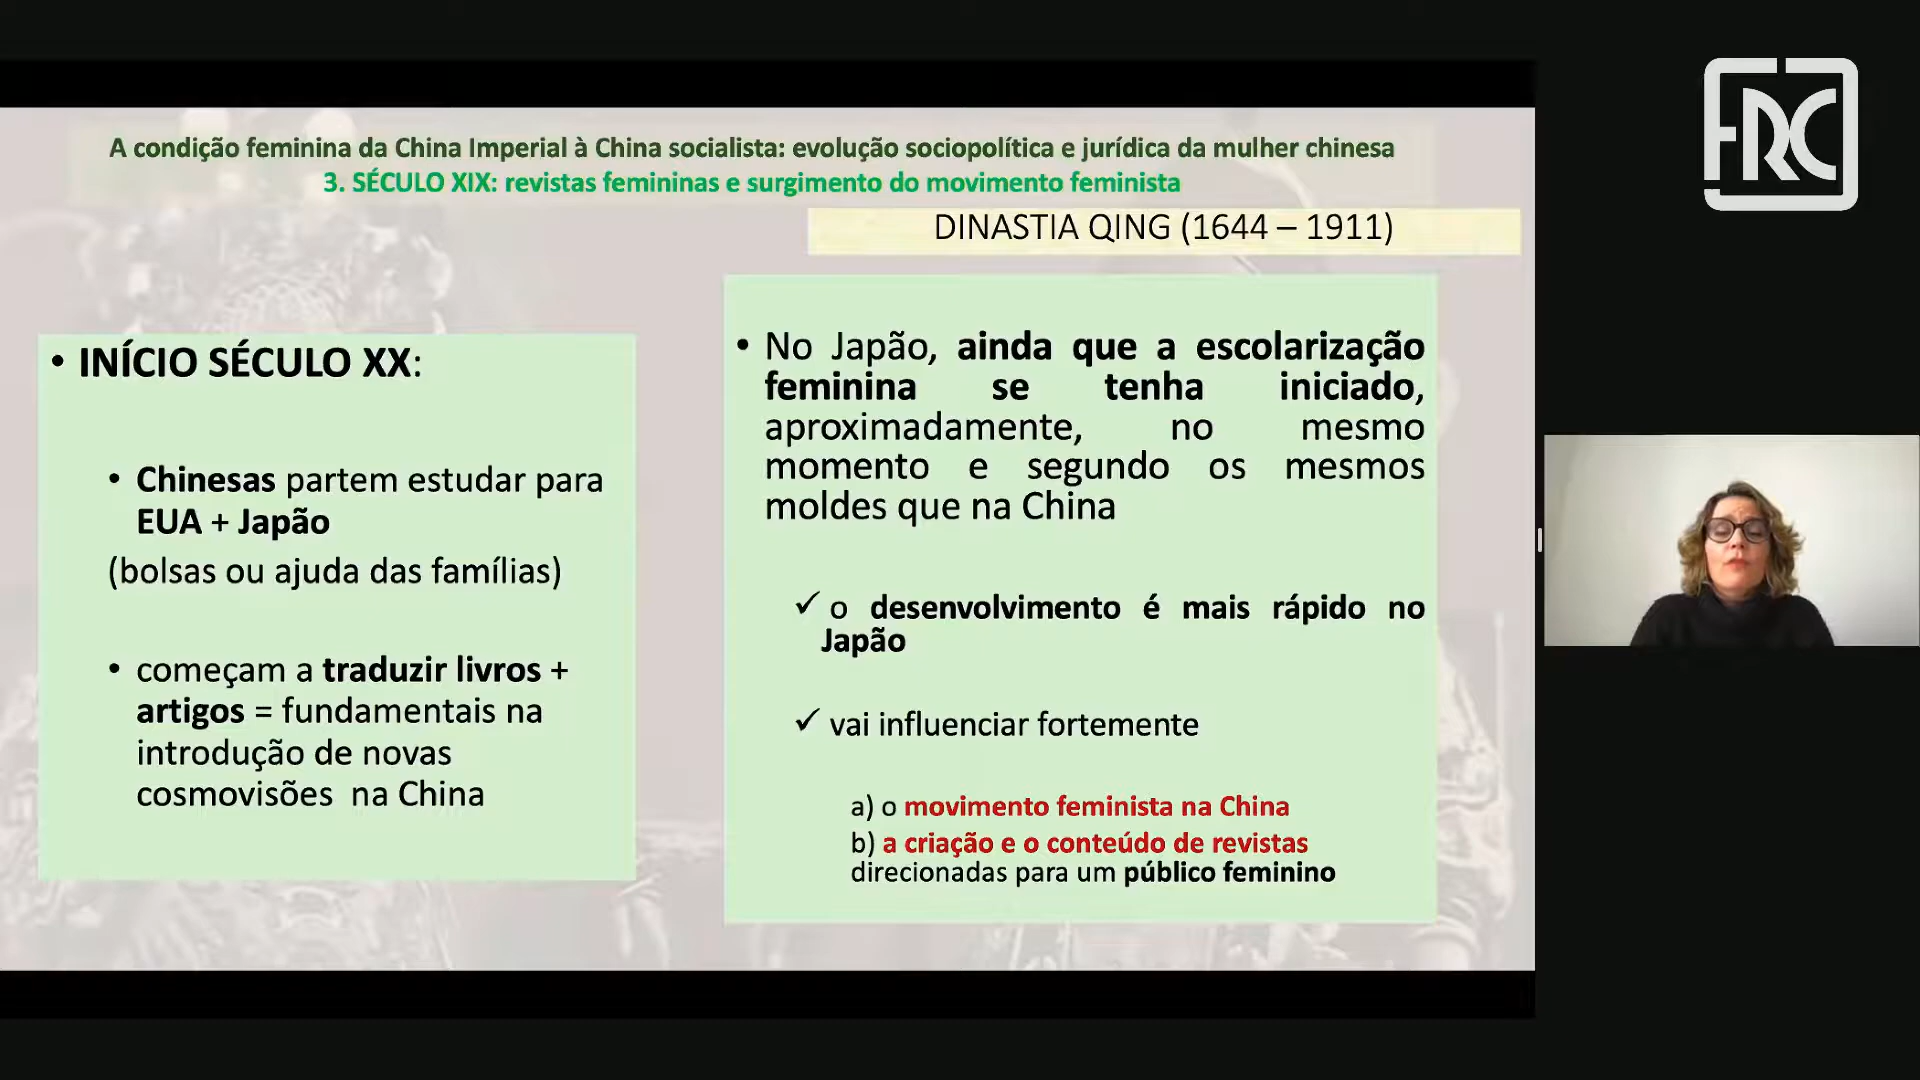 A condição feminina da China Imperial à China socialista: evolução sociopolítica e jurídica da mulher chinesa
3. SÉCULO XIX: revistas femininas e surgimento do movimento feminista
DINASTIA QING (1644 – 1911)
• INÍCIO SÉCULO XX:
• Chinesas partem estudar para
EUA + Japão
(bolsas ou ajuda das famílias)
• começam a traduzir livros +
artigos = fundamentais na
introdução de novas
cosmovisões na China
• No Japão, ainda que a escolarização
feminina se tenha iniciado,
aproximadamente, no mesmo
momento e segundo os mesmos
moldes que na China
✓ o desenvolvimento é mais rápido no
Japão
✓ vai influenciar fortemente
a) o movimento feminista na China
b) a criação e o conteúdo de revistas
direcionadas para um público feminino
FRC